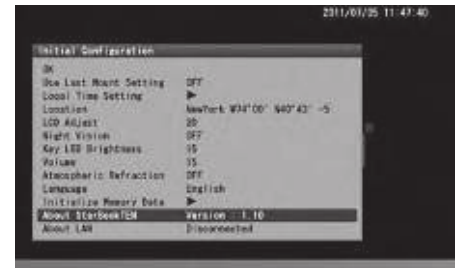 2011/03/25 11:47:40
Initial Configuration
OK
Use Last Mount Setting OFF
Local Time Setting ▶
Location NewYork W74°00' N40°43' -5
LCD Adjust 20
Night Vision OFF
Key LED Brightness 15
Volume 15
Atmospheric Refraction OFF
Language English
Initialize Memory Data ▶
About StarBookTEN Version : 1.10
About LAN Disconnected